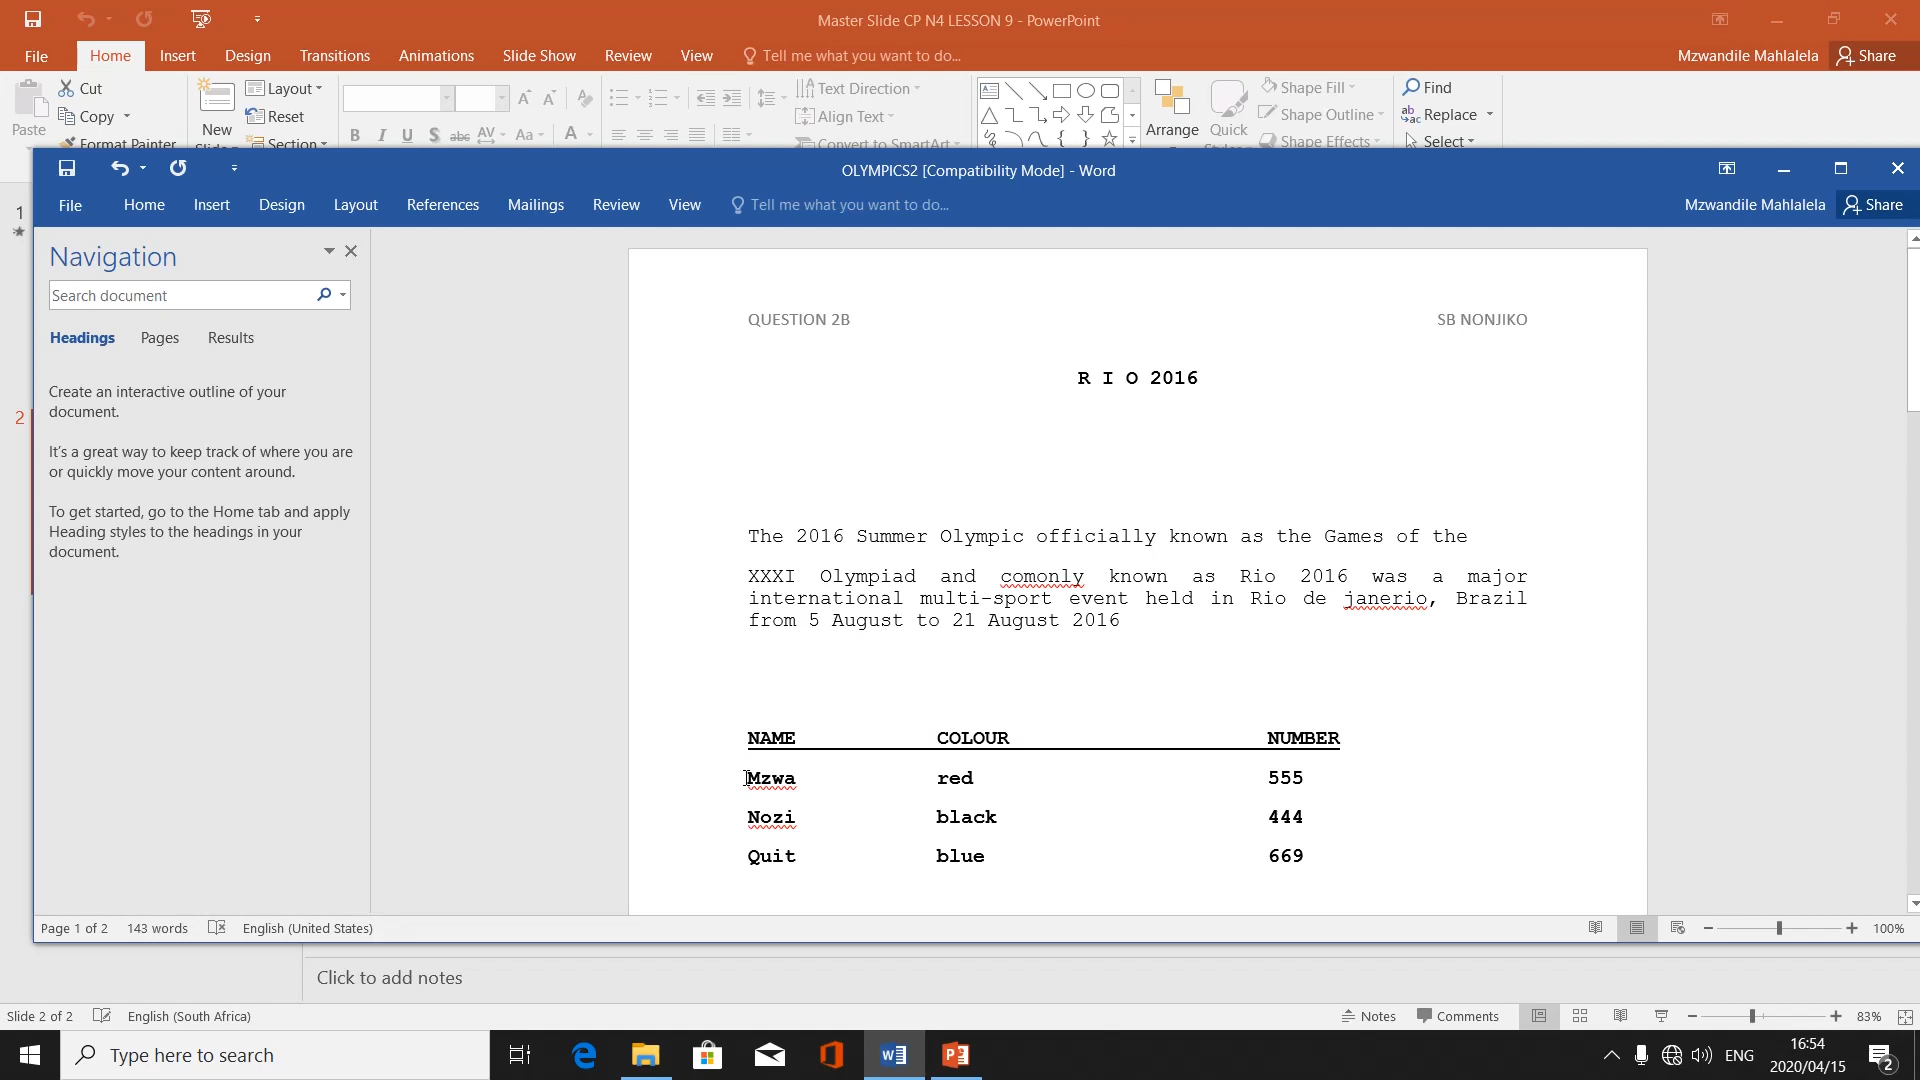 Master Slide CP N4 LESSON 9 - PowerPoint
File Home Insert Design Transitions Animations Slide Show Review View Tell me what you want to do... Mzwandile Mahlalela Share
Cut Layout Text Direction Shape Fill Find
Copy Reset Align Text Shape Outline Replace
Paste Format Painter New Section Convert to SmartArt Arrange Quick Shape Effects Select
OLYMPICS2 [Compatibility Mode] - Word
File Home Insert Design Layout References Mailings Review View Tell me what you want to do... Mzwandile Mahlalela Share
1
2
Navigation
Search document
Headings Pages Results
Create an interactive outline of your
document.
It's a great way to keep track of where you are
or quickly move your content around.
To get started, go to the Home tab and apply
Heading styles to the headings in your
document.
QUESTION 2B SB NONJIKO
R I O 2016
The 2016 Summer Olympic officially known as the Games of the
XXXI Olympiad and comonly known as Rio 2016 was a major
international multi-sport event held in Rio de janerio, Brazil
from 5 August to 21 August 2016
NAME COLOUR NUMBER
Mzwa red 555
Nozi black 444
Quit blue 669
Page 1 of 2 143 words English (United States) 100%
Click to add notes
Slide 2 of 2 English (South Africa) Notes Comments 83%
Type here to search ENG 16:54
2020/04/15 2